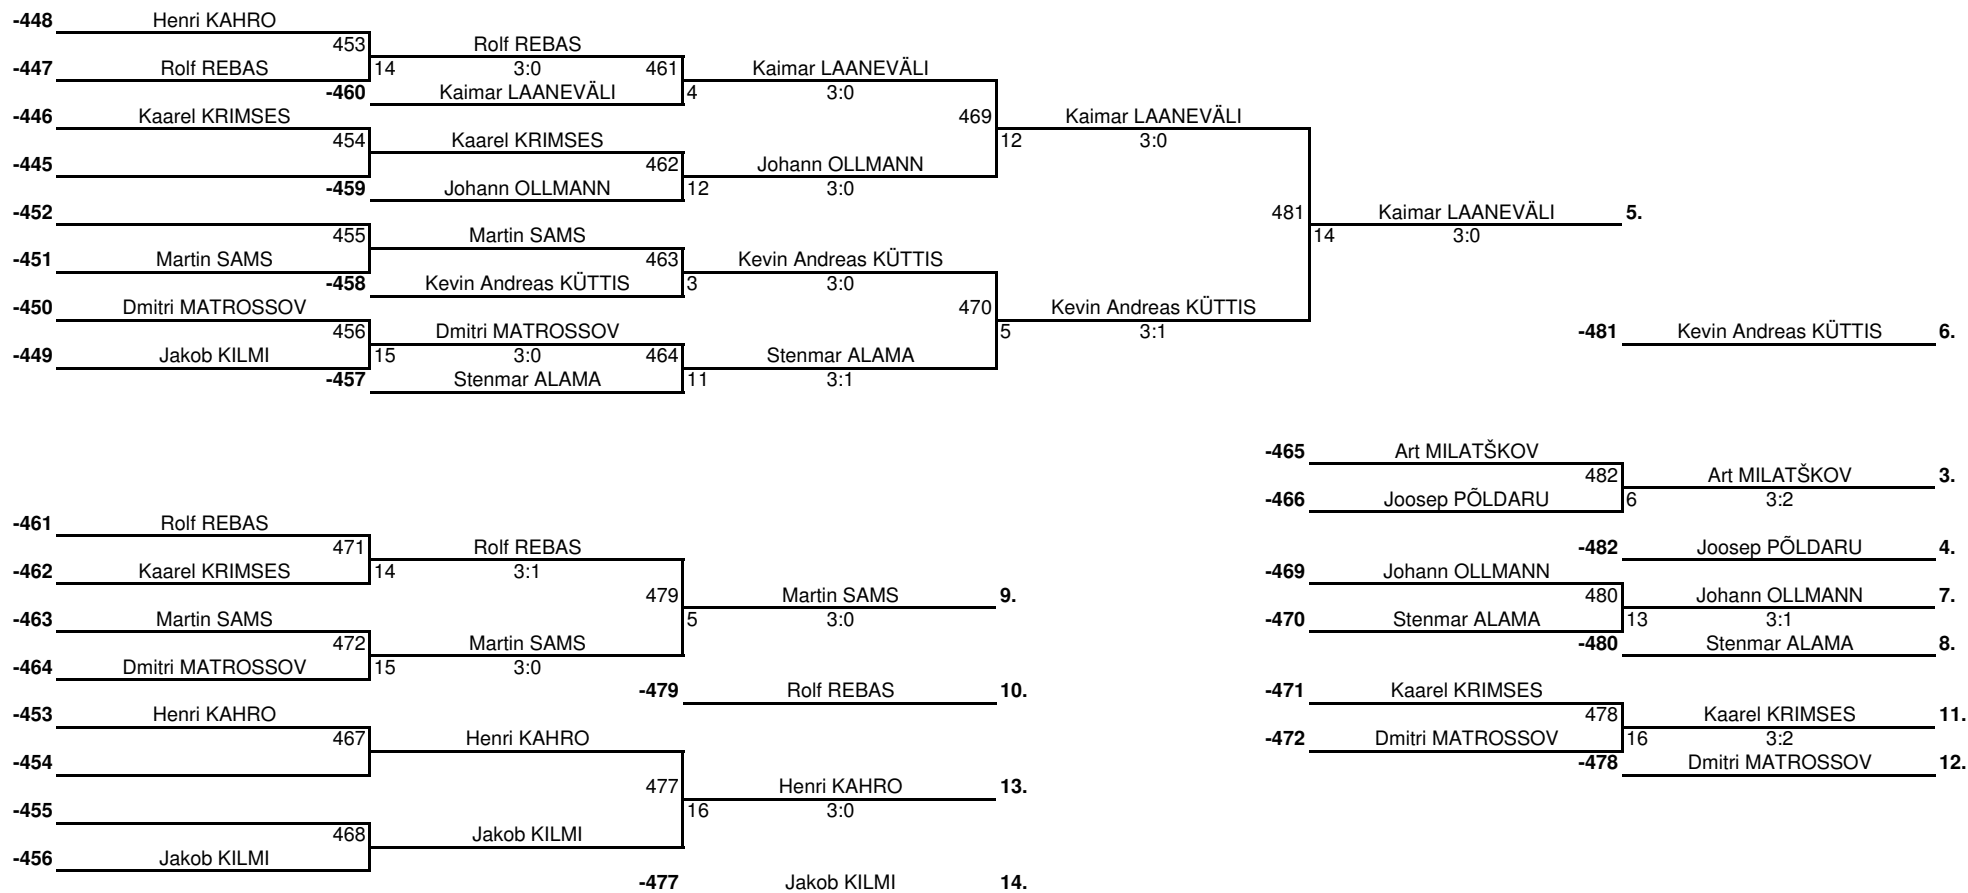 -448 Henri KAHRO
453 Rolf REBAS
-447 Rolf REBAS 14 3:0 461 Kaimar LAANEVÄLI
-460 Kaimar LAANEVÄLI 4 3:0
-446 Kaarel KRIMSES 469 Kaimar LAANEVÄLI
454 Kaarel KRIMSES 12 3:0
-445 462 Johann OLLMANN
-459 Johann OLLMANN 12 3:0
-452 481 Kaimar LAANEVÄLI 5.
455 Martin SAMS 14 3:0
-451 Martin SAMS 463 Kevin Andreas KÜTTIS
-458 Kevin Andreas KÜTTIS 3 3:0
-450 Dmitri MATROSSOV 470 Kevin Andreas KÜTTIS
456 Dmitri MATROSSOV 5 3:1 -481 Kevin Andreas KÜTTIS 6.
-449 Jakob KILMI 15 3:0 464 Stenmar ALAMA
-457 Stenmar ALAMA 11 3:1
-465 Art MILATŠKOV
482 Art MILATŠKOV 3.
-466 Joosep PÕLDARU 6 3:2
-461 Rolf REBAS
471 Rolf REBAS -482 Joosep PÕLDARU 4.
-462 Kaarel KRIMSES 14 3:1 -469 Johann OLLMANN
479 Martin SAMS 9. 480 Johann OLLMANN 7.
-463 Martin SAMS 5 3:0 -470 Stenmar ALAMA 13 3:1
472 Martin SAMS -480 Stenmar ALAMA 8.
-464 Dmitri MATROSSOV 15 3:0
-479 Rolf REBAS 10. -471 Kaarel KRIMSES
-453 Henri KAHRO 478 Kaarel KRIMSES 11.
467 Henri KAHRO -472 Dmitri MATROSSOV 16 3:2
-454 -478 Dmitri MATROSSOV 12.
477 Henri KAHRO 13.
-455 16 3:0
468 Jakob KILMI
-456 Jakob KILMI
-477 Jakob KILMI 14.